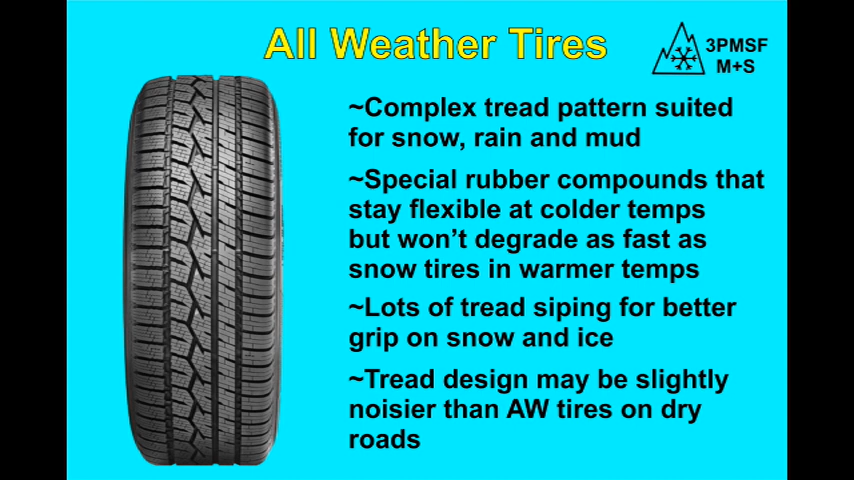 All Weather Tires
3PMSF
M+S
~Complex tread pattern suited
for snow, rain and mud
~Special rubber compounds that
stay flexible at colder temps
but won't degrade as fast as
snow tires in warmer temps
~Lots of tread siping for better
grip on snow and ice
~Tread design may be slightly
noisier than AW tires on dry
roads